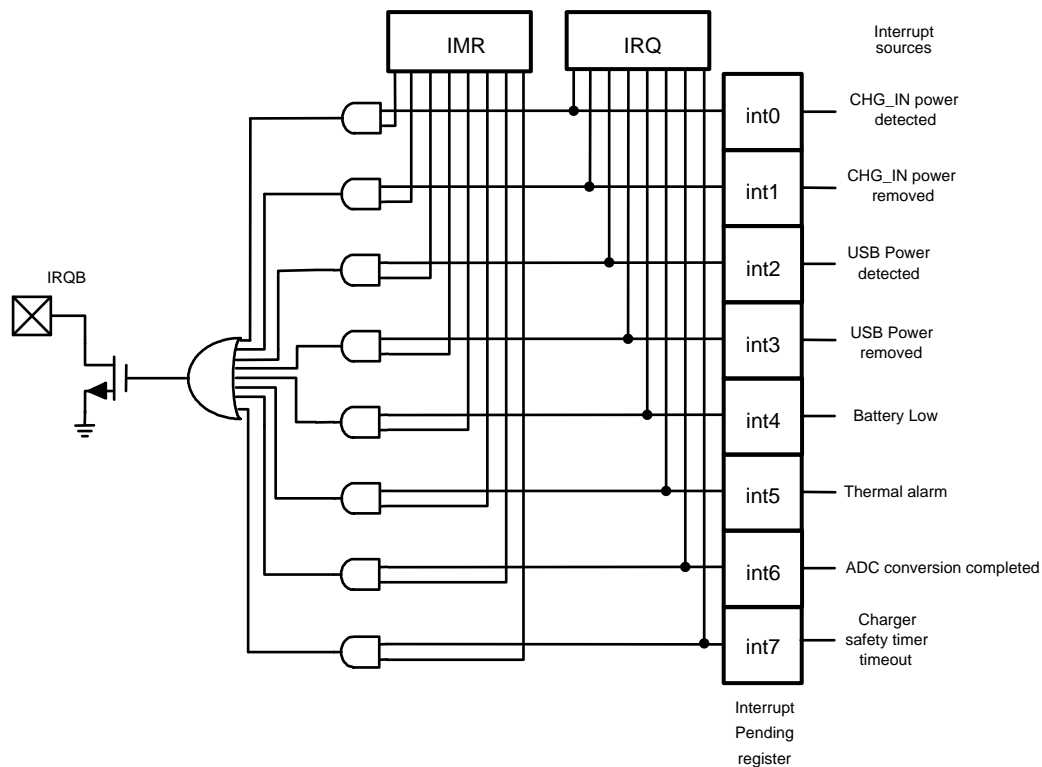 IMR
IRQ
Interrupt
sources
int0
CHG_IN power
detected
int1
CHG_IN power
removed
int2
USB Power
detected
IRQB
int3
USB Power
removed
int4
Battery Low
int5
Thermal alarm
int6
ADC conversion completed
int7
Charger
safety timer
timeout
Interrupt
Pending
register